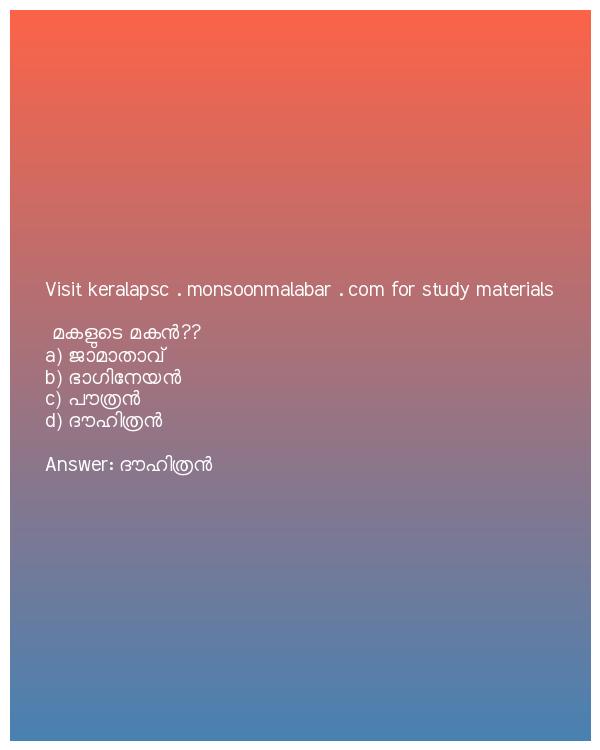 Visit keralapsc . monsoonmalabar . com for study materials
മകളുടെ മകൻ??
a) ജാമാതാവ്
b) ഭാഗിനേയൻ
c) പൗത്രൻ
d) ദൗഹിത്രൻ
Answer: ദൗഹിത്രൻ